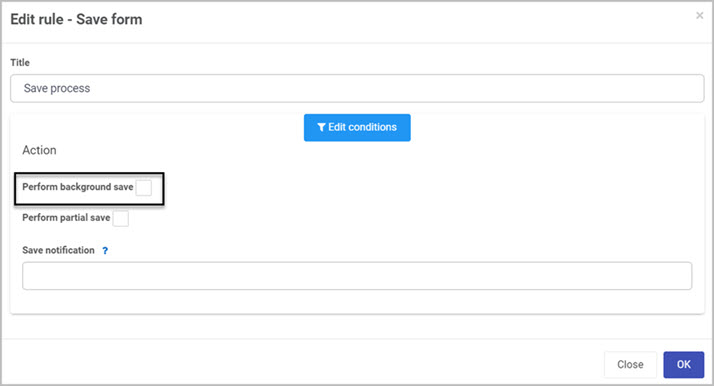 Edit rule - Save form
×
Title
Save process
Edit conditions
Action
Perform background save
Perform partial save
Save notification ?
Close OK